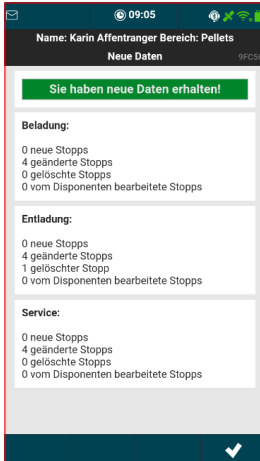 09:05
Name: Karin Affentranger Bereich: Pellets
Neue Daten
9FC56
Sie haben neue Daten erhalten!
Beladung:
0 neue Stopps
4 geänderte Stopps
0 gelöschte Stopps
0 vom Disponenten bearbeitete Stopps
Entladung:
0 neue Stopps
4 geänderte Stopps
1 gelöschter Stopp
0 vom Disponenten bearbeitete Stopps
Service:
0 neue Stopps
4 geänderte Stopps
0 gelöschte Stopps
0 vom Disponenten bearbeitete Stopps